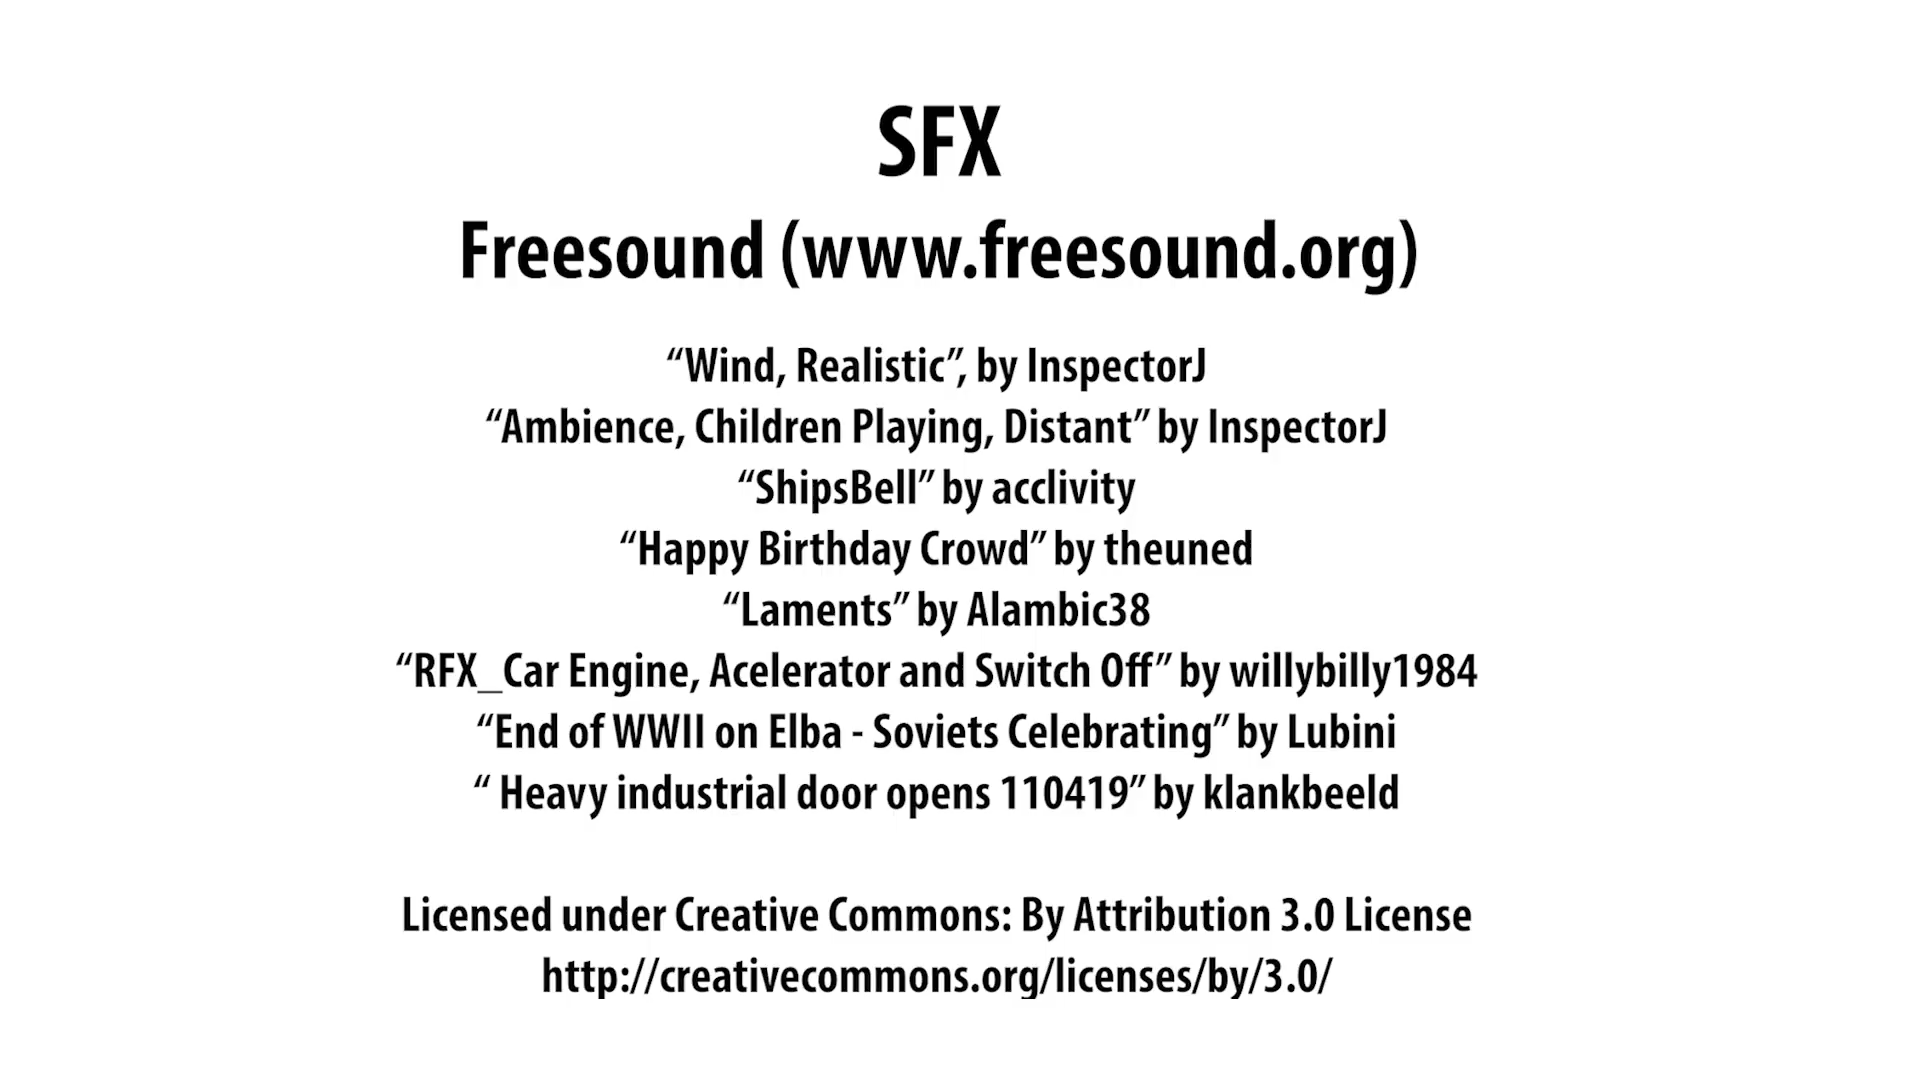 SFX
Freesound (www.freesound.org)
“Wind, Realistic”, by InspectorJ
“Ambience, Children Playing, Distant” by InspectorJ
“ShipsBell” by acclivity
“Happy Birthday Crowd” by theuned
“Laments” by Alambic38
“RFX_Car Engine, Acelerator and Switch Off” by willybilly1984
“End of WWII on Elba - Soviets Celebrating” by Lubini
“ Heavy industrial door opens 110419” by klankbeeld
Licensed under Creative Commons: By Attribution 3.0 License
http://creativecommons.org/licenses/by/3.0/